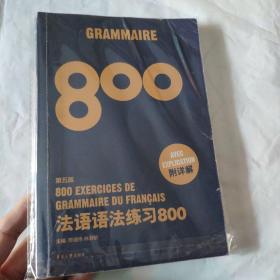 GRAMMAIRE
800
AVEC
EXPLICATION
附详解
第五版
800 EXERCICES DE
GRAMMAIRE DU FRANÇAIS
法语语法练习800